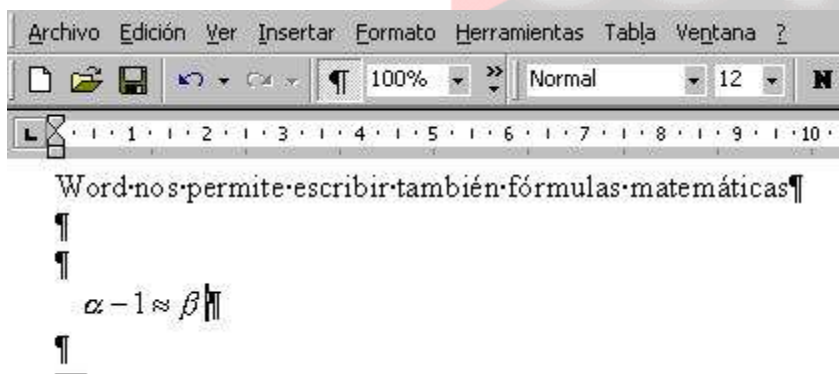 Archivo Edición Ver Insertar Formato Herramientas Tabla Ventana ?
¶ 100% » Normal 12 N
L 1 2 3 4 5 6 7 8 9 10
Word·nos·permite·escribir·también·fórmulas·matemáticas¶
¶
¶
α − 1 ≈ β ¶
¶